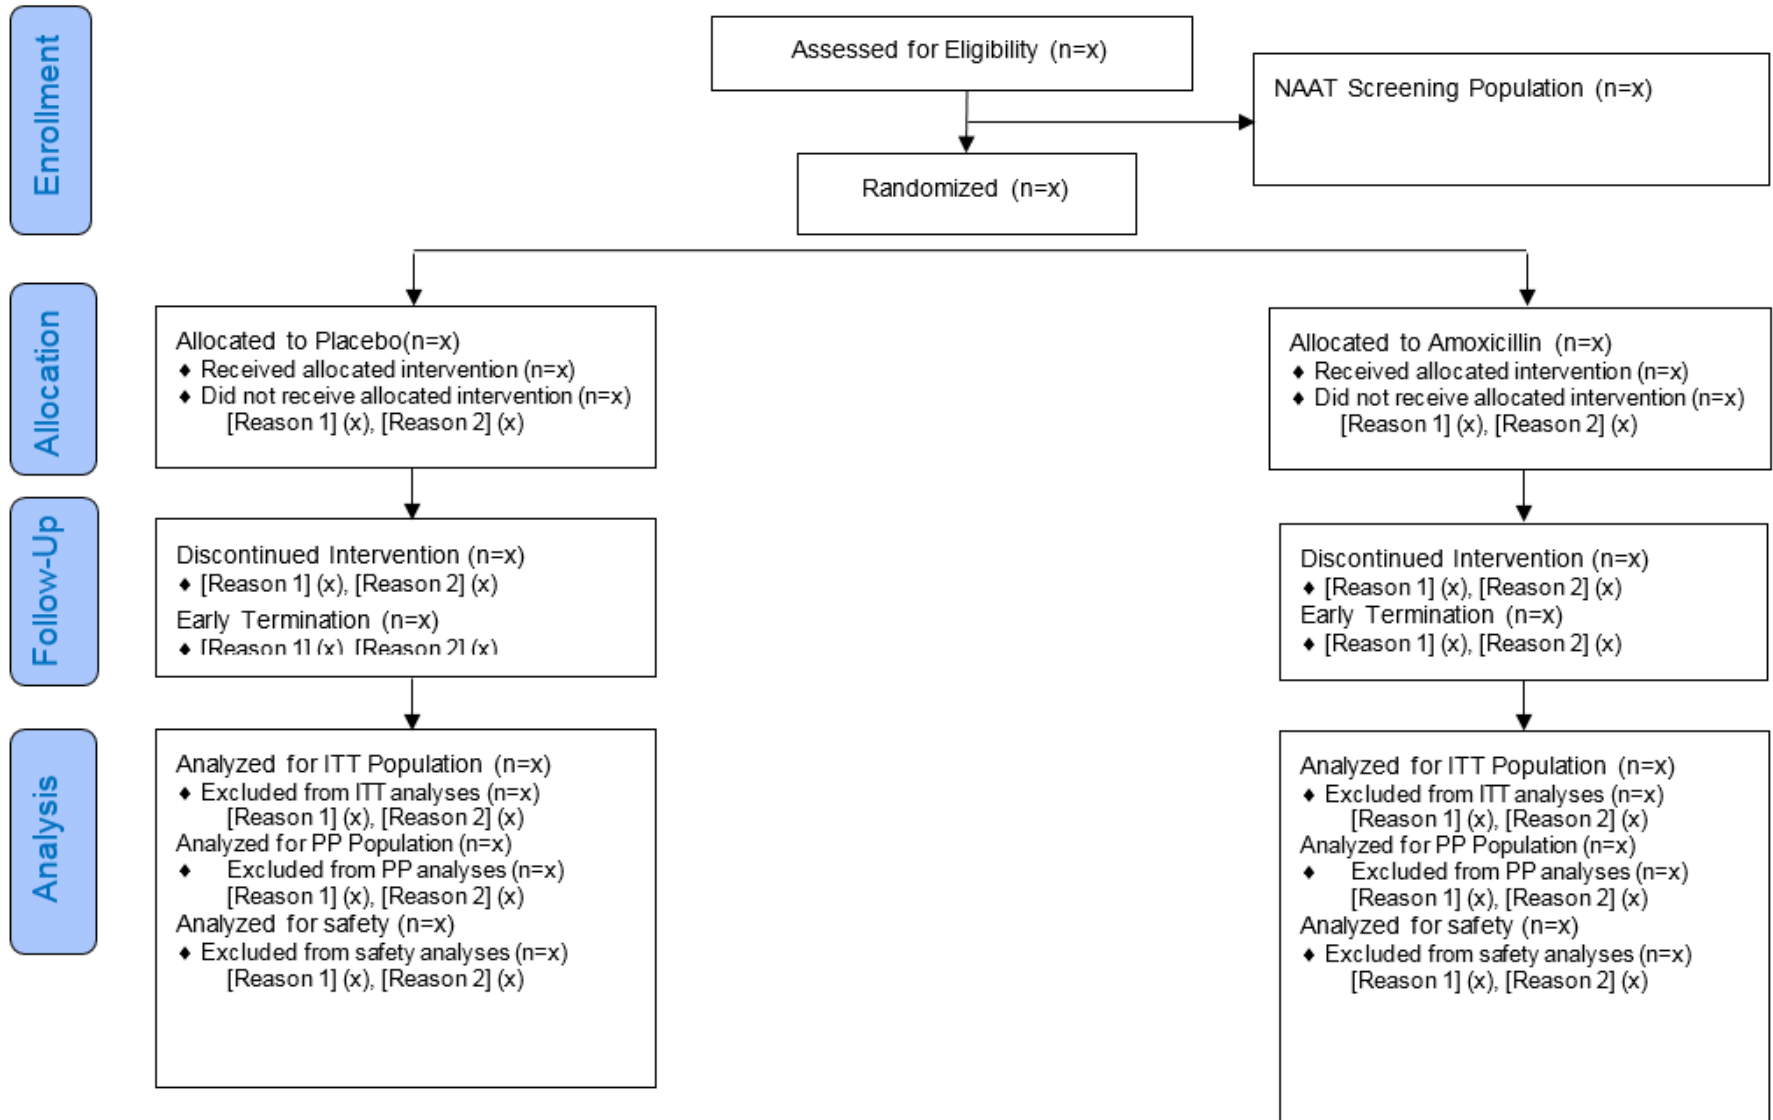 Enrollment
Assessed for Eligibility (n=x)
NAAT Screening Population (n=x)
Randomized (n=x)
Allocation
Allocated to Placebo(n=x)
♦ Received allocated intervention (n=x)
♦ Did not receive allocated intervention (n=x)
[Reason 1] (x), [Reason 2] (x)
Allocated to Amoxicillin (n=x)
♦ Received allocated intervention (n=x)
♦ Did not receive allocated intervention (n=x)
[Reason 1] (x), [Reason 2] (x)
Follow-Up
Discontinued Intervention (n=x)
♦ [Reason 1] (x), [Reason 2] (x)
Early Termination (n=x)
♦ [Reason 1] (x), [Reason 2] (x)
Discontinued Intervention (n=x)
♦ [Reason 1] (x), [Reason 2] (x)
Early Termination (n=x)
♦ [Reason 1] (x), [Reason 2] (x)
Analysis
Analyzed for ITT Population (n=x)
♦ Excluded from ITT analyses (n=x)
[Reason 1] (x), [Reason 2] (x)
Analyzed for PP Population (n=x)
♦ Excluded from PP analyses (n=x)
[Reason 1] (x), [Reason 2] (x)
Analyzed for safety (n=x)
♦ Excluded from safety analyses (n=x)
[Reason 1] (x), [Reason 2] (x)
Analyzed for ITT Population (n=x)
♦ Excluded from ITT analyses (n=x)
[Reason 1] (x), [Reason 2] (x)
Analyzed for PP Population (n=x)
♦ Excluded from PP analyses (n=x)
[Reason 1] (x), [Reason 2] (x)
Analyzed for safety (n=x)
♦ Excluded from safety analyses (n=x)
[Reason 1] (x), [Reason 2] (x)